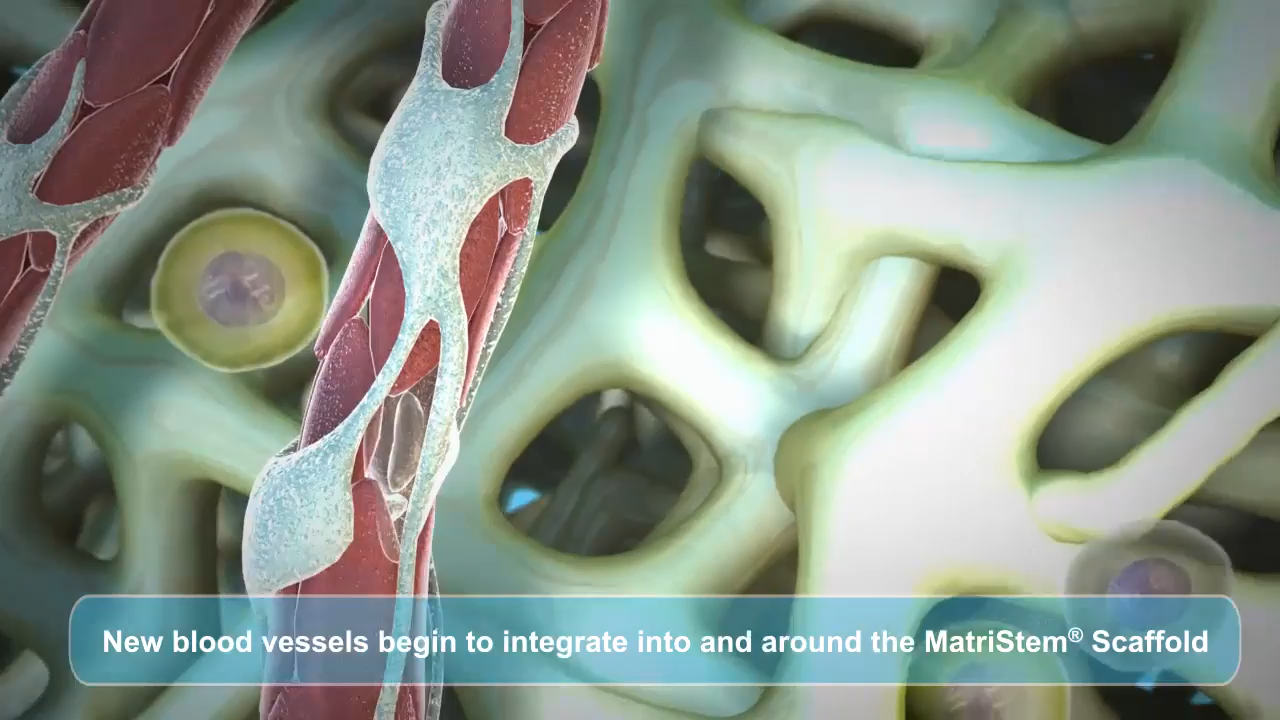 New blood vessels begin to integrate into and around the MatriStem® Scaffold